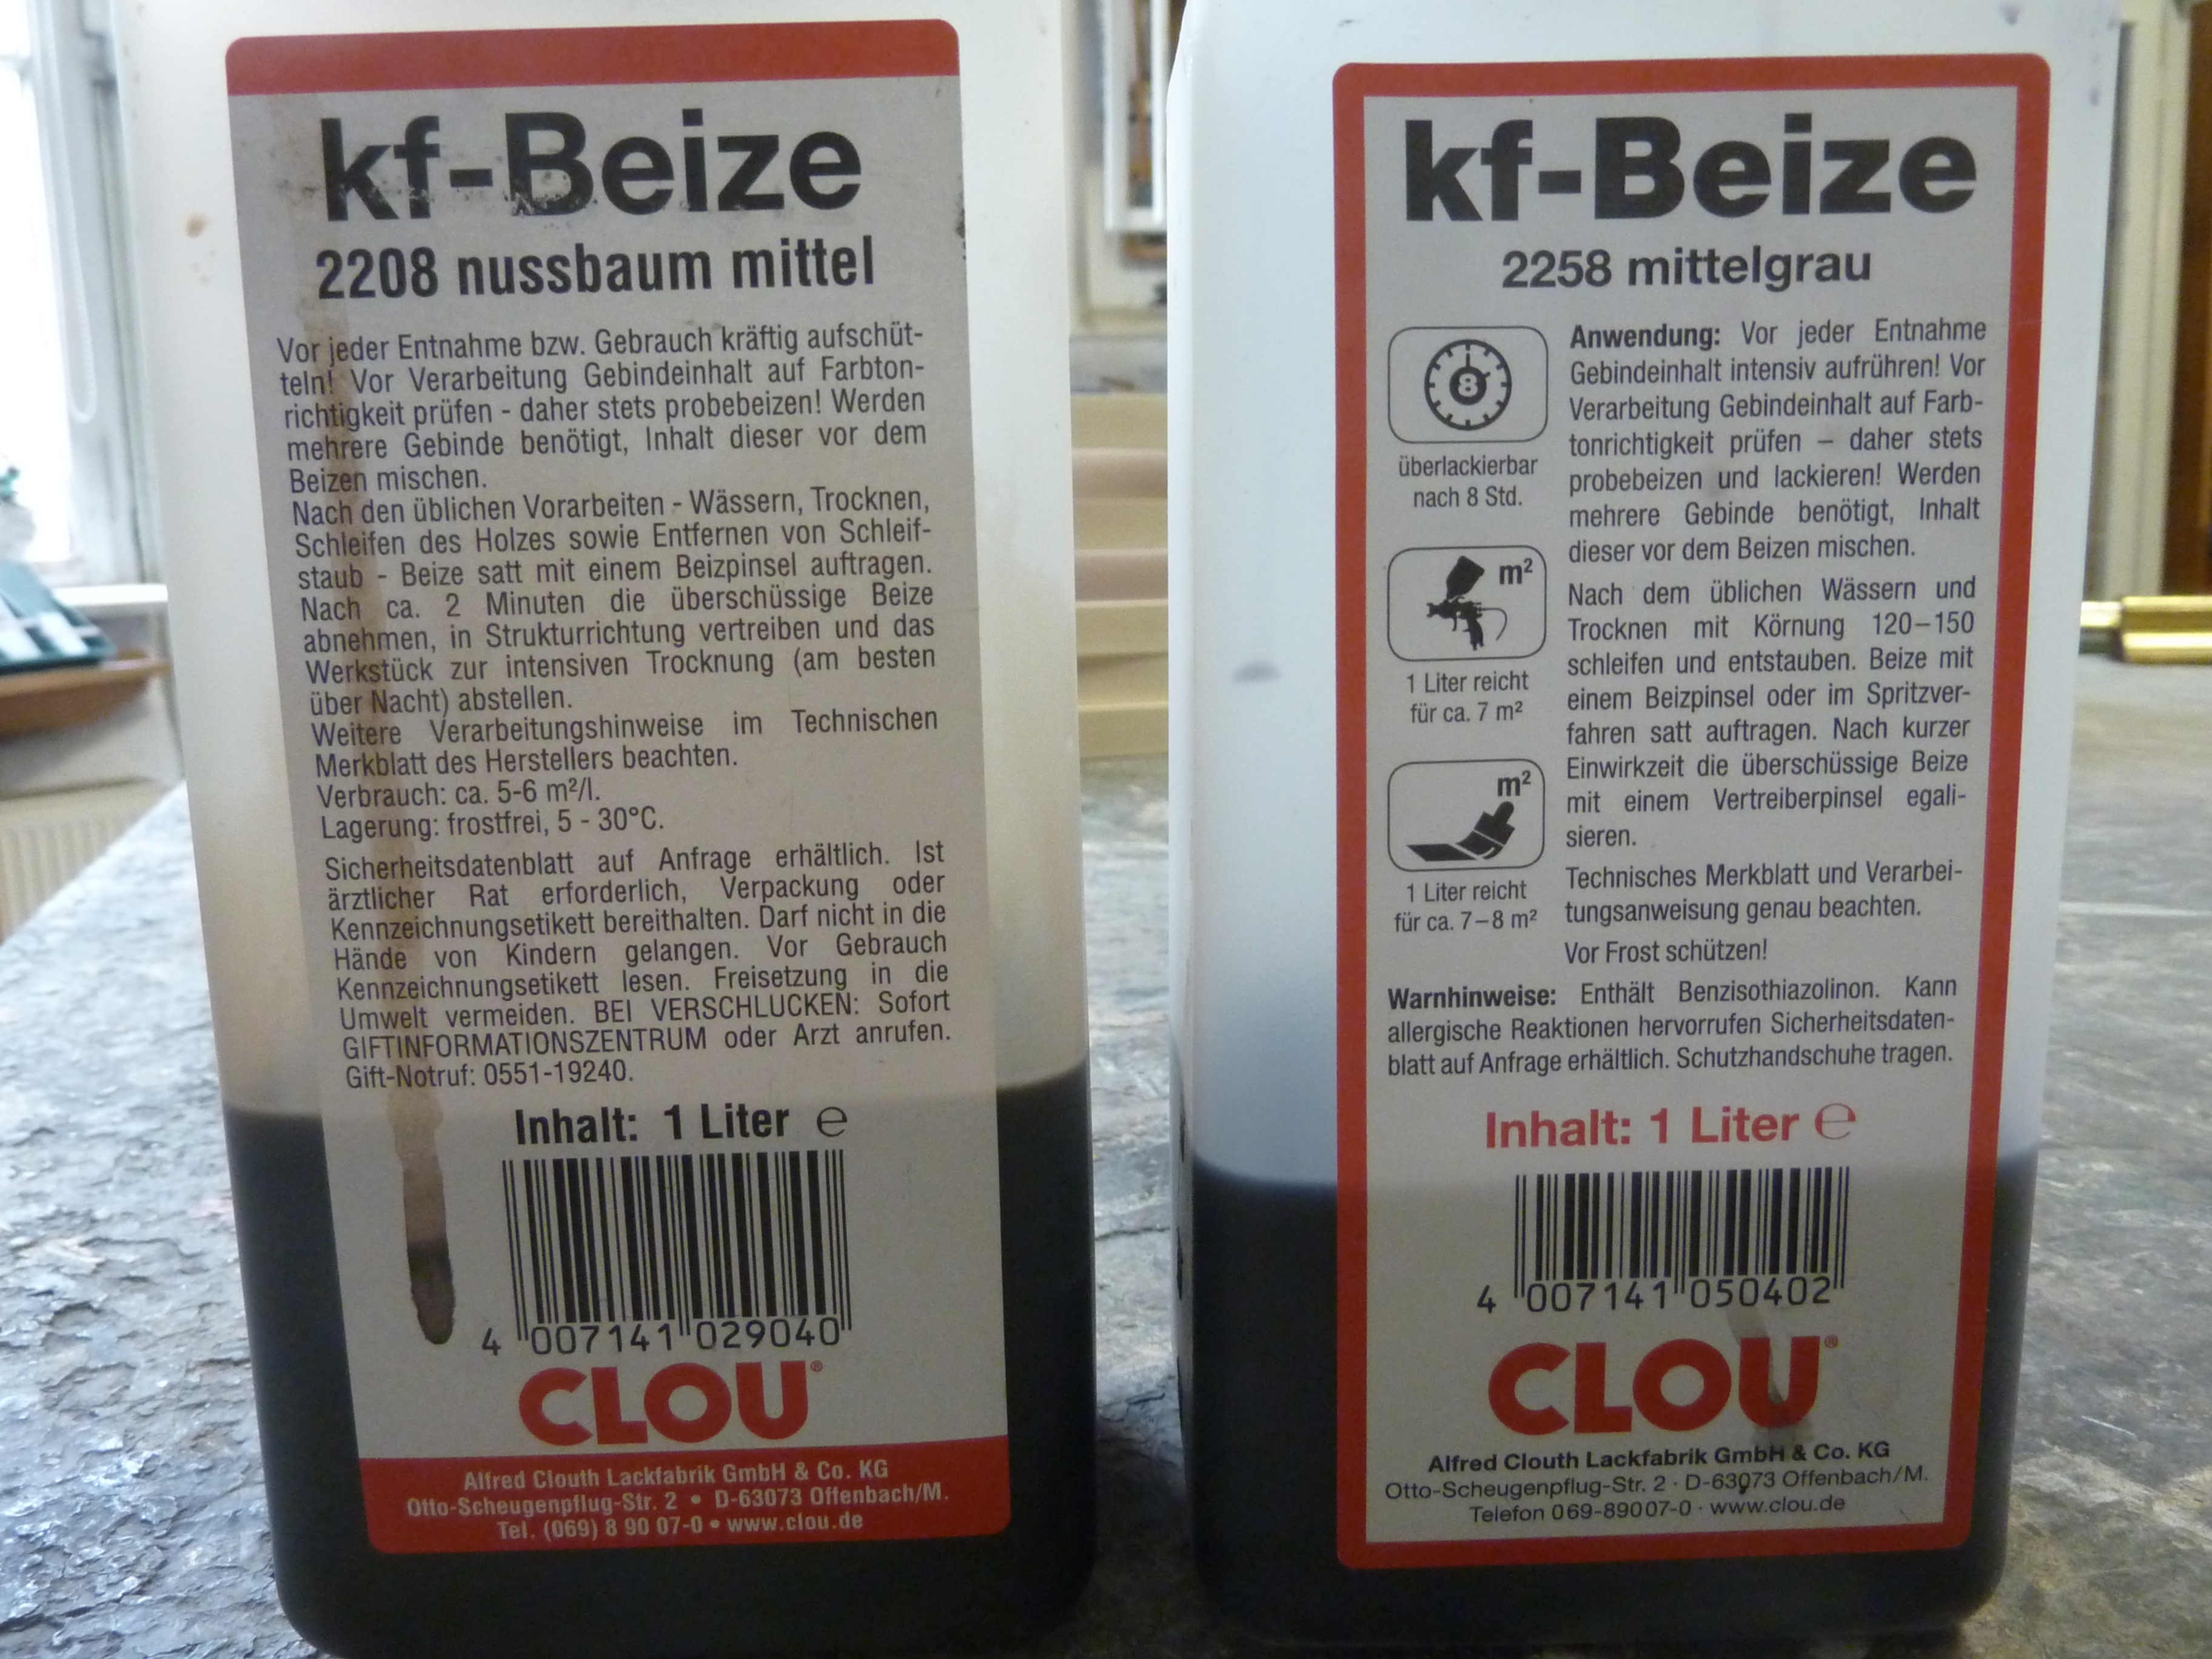 kf-Beize
2208 nussbaum mittel
Vor jeder Entnahme bzw. Gebrauch kräftig aufschüt-
teln! Vor Verarbeitung Gebindeinhalt auf Farbton-
richtigkeit prüfen - daher stets probebeizen! Werden
mehrere Gebinde benötigt, Inhalt dieser vor dem
Beizen mischen.
Nach den üblichen Vorarbeiten - Wässern, Trocknen,
Schleifen des Holzes sowie Entfernen von Schleif-
staub - Beize satt mit einem Beizpinsel auftragen.
Nach ca. 2 Minuten die überschüssige Beize
abnehmen, in Strukturrichtung vertreiben und das
Werkstück zur intensiven Trocknung (am besten
über Nacht) abstellen.
Weitere Verarbeitungshinweise im Technischen
Merkblatt des Herstellers beachten.
Verbrauch: ca. 5-6 m²/l.
Lagerung: frostfrei, 5 - 30°C.
Sicherheitsdatenblatt auf Anfrage erhältlich. Ist
ärztlicher Rat erforderlich, Verpackung oder
Kennzeichnungsetikett bereithalten. Darf nicht in die
Hände von Kindern gelangen. Vor Gebrauch
Kennzeichnungsetikett lesen. Freisetzung in die
Umwelt vermeiden. BEI VERSCHLUCKEN: Sofort
GIFTINFORMATIONSZENTRUM oder Arzt anrufen.
Gift-Notruf: 0551-19240.
Inhalt: 1 Liter ℮
4 007141 029040
CLOU®
Alfred Clouth Lackfabrik GmbH & Co. KG
Otto-Scheugenpflug-Str. 2 • D-63073 Offenbach/M.
Tel. (069) 8 90 07-0 • www.clou.de
kf-Beize
2258 mittelgrau
8
überlackierbar
nach 8 Std.
m²
1 Liter reicht
für ca. 7 m²
m²
1 Liter reicht
für ca. 7–8 m²
Anwendung: Vor jeder Entnahme
Gebindeinhalt intensiv aufrühren! Vor
Verarbeitung Gebindeinhalt auf Farb-
tonrichtigkeit prüfen – daher stets
probebeizen und lackieren! Werden
mehrere Gebinde benötigt, Inhalt
dieser vor dem Beizen mischen.
Nach dem üblichen Wässern und
Trocknen mit Körnung 120–150
schleifen und entstauben. Beize mit
einem Beizpinsel oder im Spritzver-
fahren satt auftragen. Nach kurzer
Einwirkzeit die überschüssige Beize
mit einem Vertreiberpinsel egali-
sieren.
Technisches Merkblatt und Verarbei-
tungsanweisung genau beachten.
Vor Frost schützen!
Warnhinweise: Enthält Benzisothiazolinon. Kann
allergische Reaktionen hervorrufen Sicherheitsdaten-
blatt auf Anfrage erhältlich. Schutzhandschuhe tragen.
Inhalt: 1 Liter ℮
4 007141 050402
CLOU®
Alfred Clouth Lackfabrik GmbH & Co. KG
Otto-Scheugenpflug-Str. 2 · D-63073 Offenbach/M.
Telefon 069-89007-0 · www.clou.de